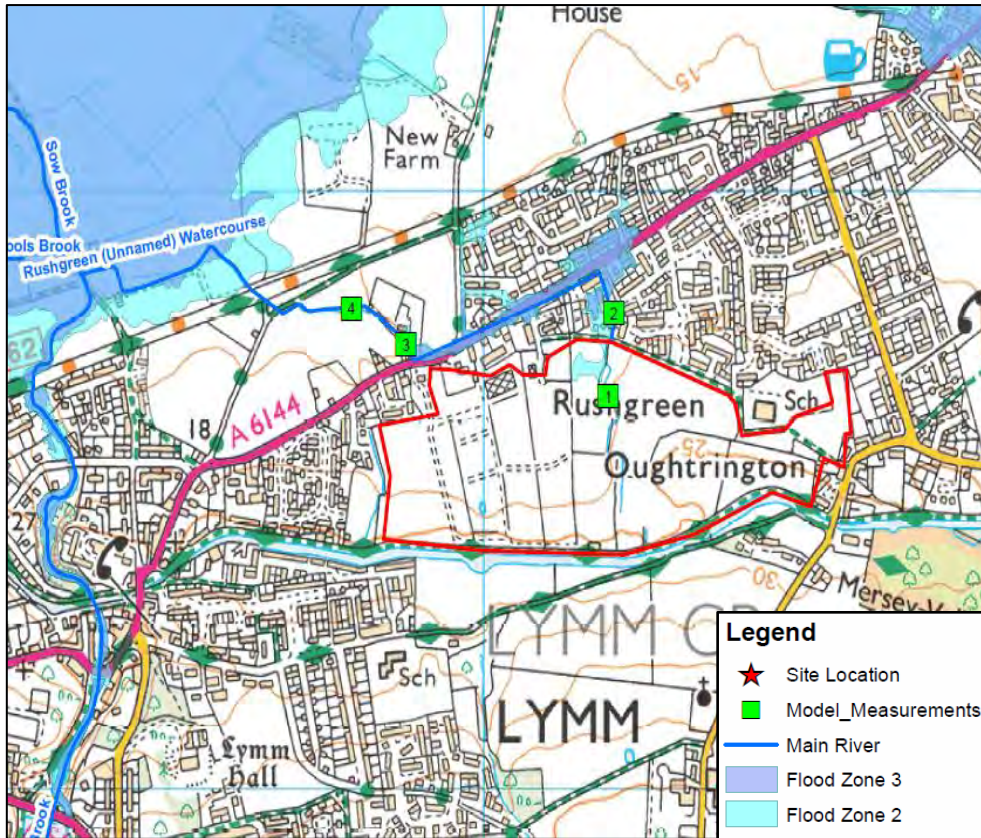 House
15
New
Farm
Sow Brook
ools Brook
Rushgreen (Unnamed) Watercourse
4
3
2
1
62
A 6144
18
Rushgreen
Sch
25
Oughtrington
27
30
Mersey-V
LYMM
Sch
LYMM
Lymm
Hall
Brook
Legend
Site Location
Model_Measurements
Main River
Flood Zone 3
Flood Zone 2